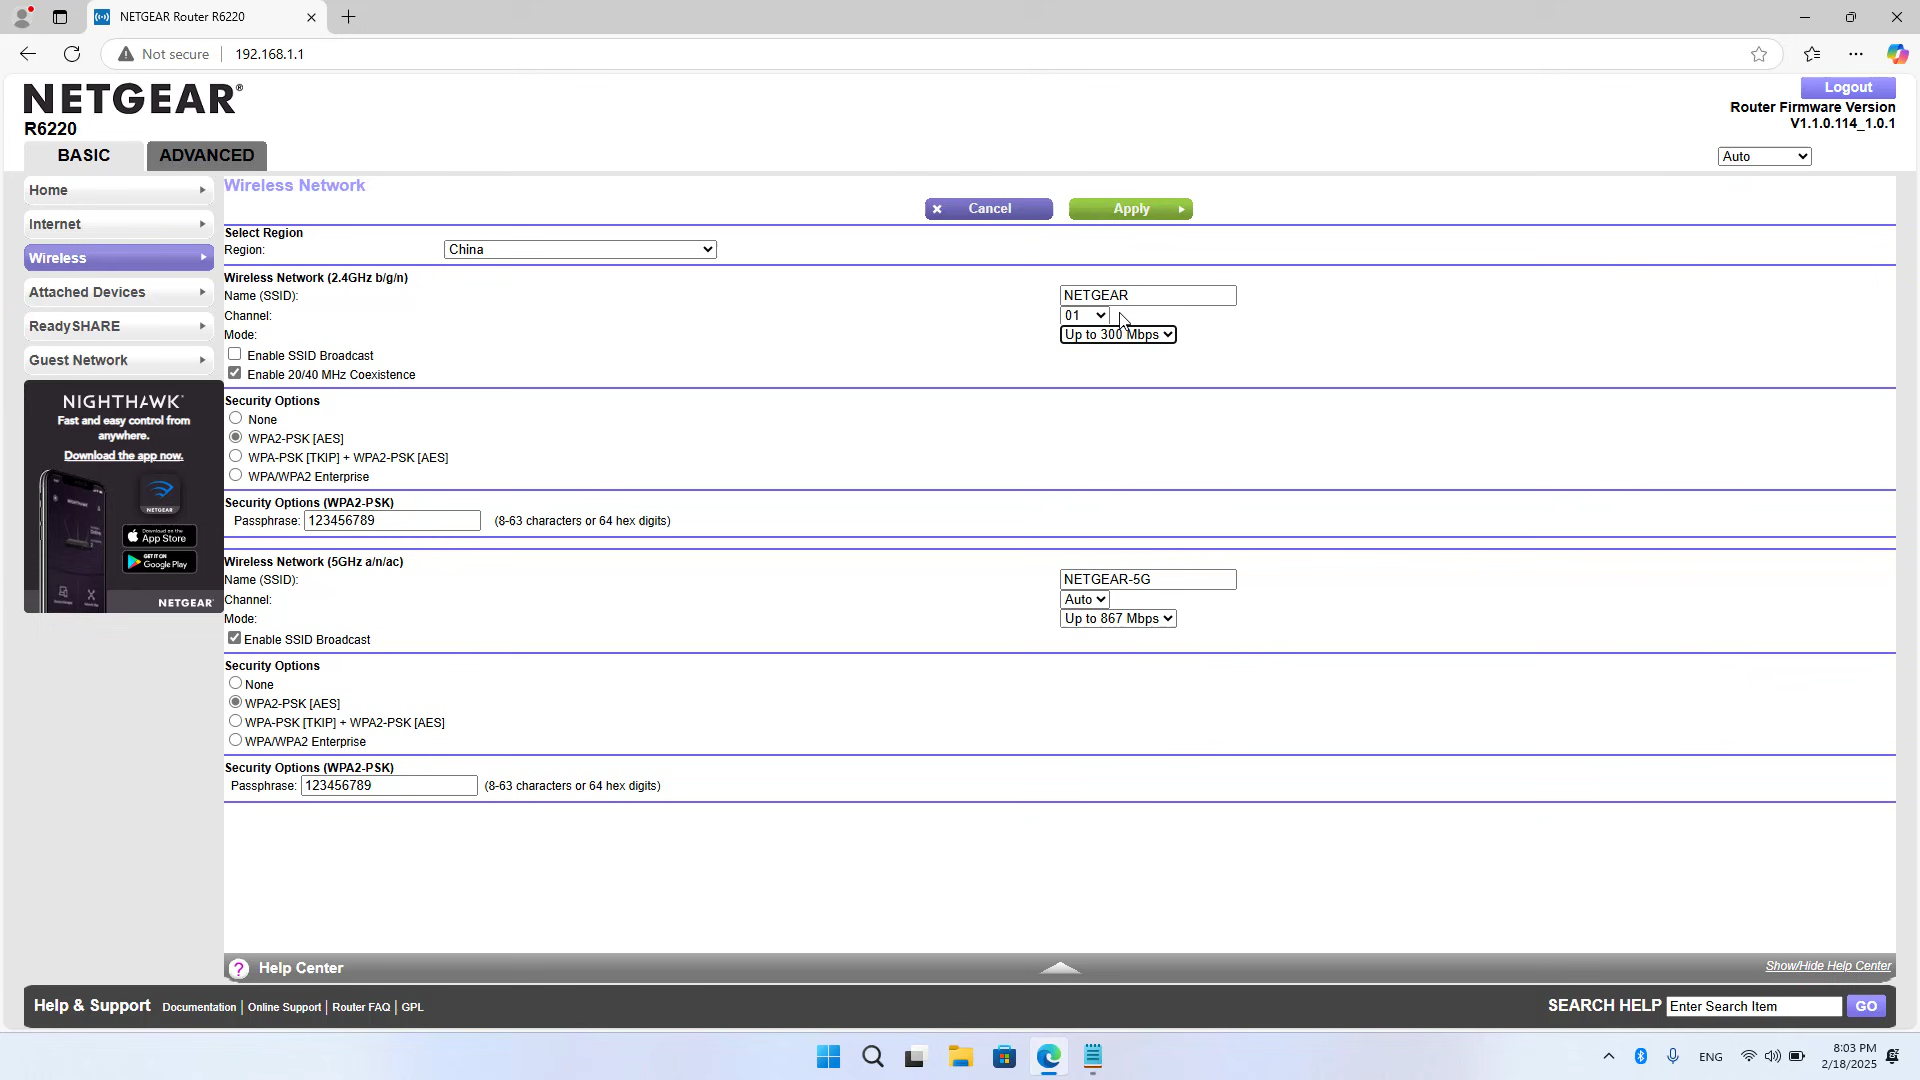 NETGEAR Router R6220
Not secure 192.168.1.1
NETGEAR®
R6220
Logout
Router Firmware Version
V1.1.0.114_1.0.1
BASIC
ADVANCED
Auto
Home
Internet
Wireless
Attached Devices
ReadySHARE
Guest Network
NIGHTHAWK
Fast and easy control from
anywhere.
Download the app now.
NETGEAR
Download on the
App Store
GET IT ON
Google Play
NETGEAR
Wireless Network
Cancel
Apply
Select Region
Region: China
Wireless Network (2.4GHz b/g/n)
Name (SSID): NETGEAR
Channel: 01
Mode: Up to 300 Mbps
Enable SSID Broadcast
Enable 20/40 MHz Coexistence
Security Options
None
WPA2-PSK [AES]
WPA-PSK [TKIP] + WPA2-PSK [AES]
WPA/WPA2 Enterprise
Security Options (WPA2-PSK)
Passphrase: 123456789 (8-63 characters or 64 hex digits)
Wireless Network (5GHz a/n/ac)
Name (SSID): NETGEAR-5G
Channel: Auto
Mode: Up to 867 Mbps
Enable SSID Broadcast
Security Options
None
WPA2-PSK [AES]
WPA-PSK [TKIP] + WPA2-PSK [AES]
WPA/WPA2 Enterprise
Security Options (WPA2-PSK)
Passphrase: 123456789 (8-63 characters or 64 hex digits)
? Help Center
Show/Hide Help Center
Help & Support Documentation | Online Support | Router FAQ | GPL
SEARCH HELP Enter Search Item GO
ENG
8:03 PM
2/18/2025